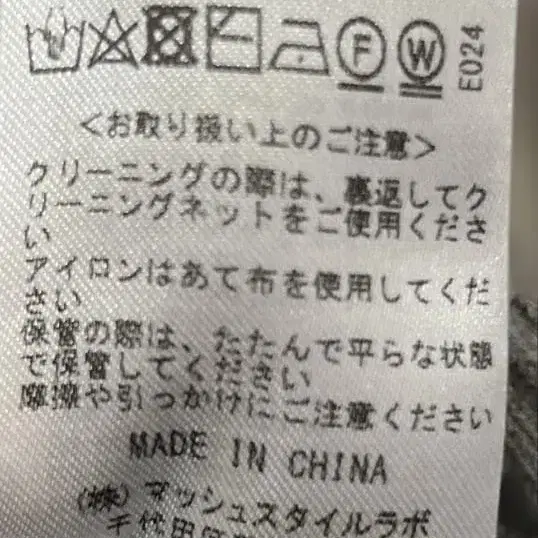 F W E024
<お取り扱い上のご注意>
クリーニングの際は、裏返してク
リーニングネットをご使用くださ
い
アイロンはあて布を使用してくだ
さい
保管の際は、たたんで平らな状態
で保管してください
摩擦や引っかけにご注意ください
MADE IN CHINA
(株)マッシュスタイルラボ
千代田区